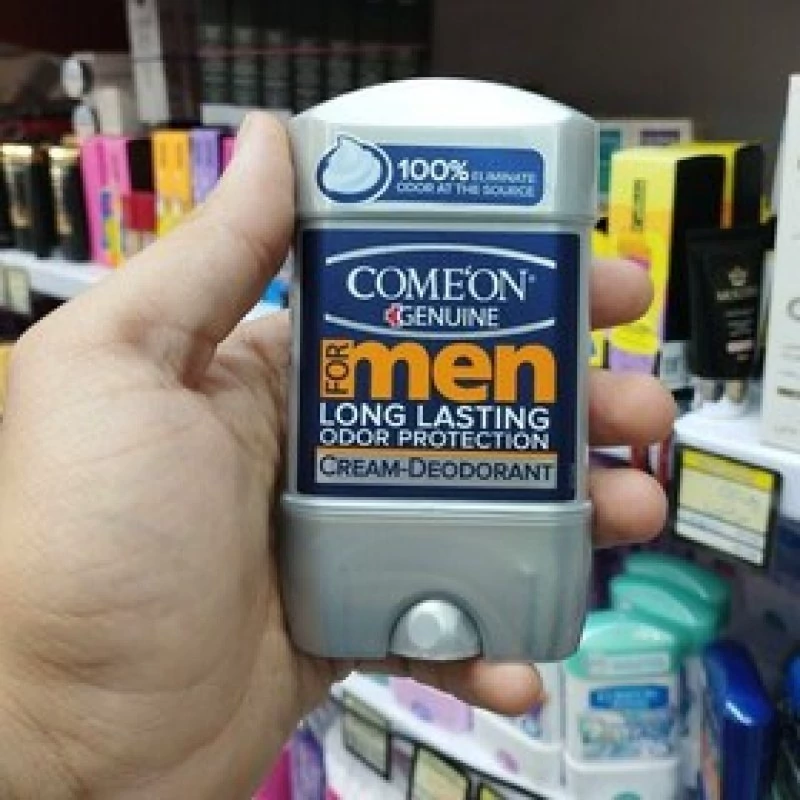 100% ELIMINATE
ODOR AT THE SOURCE
COME'ON®
GENUINE
FOR men
LONG LASTING
ODOR PROTECTION
CREAM-DEODORANT